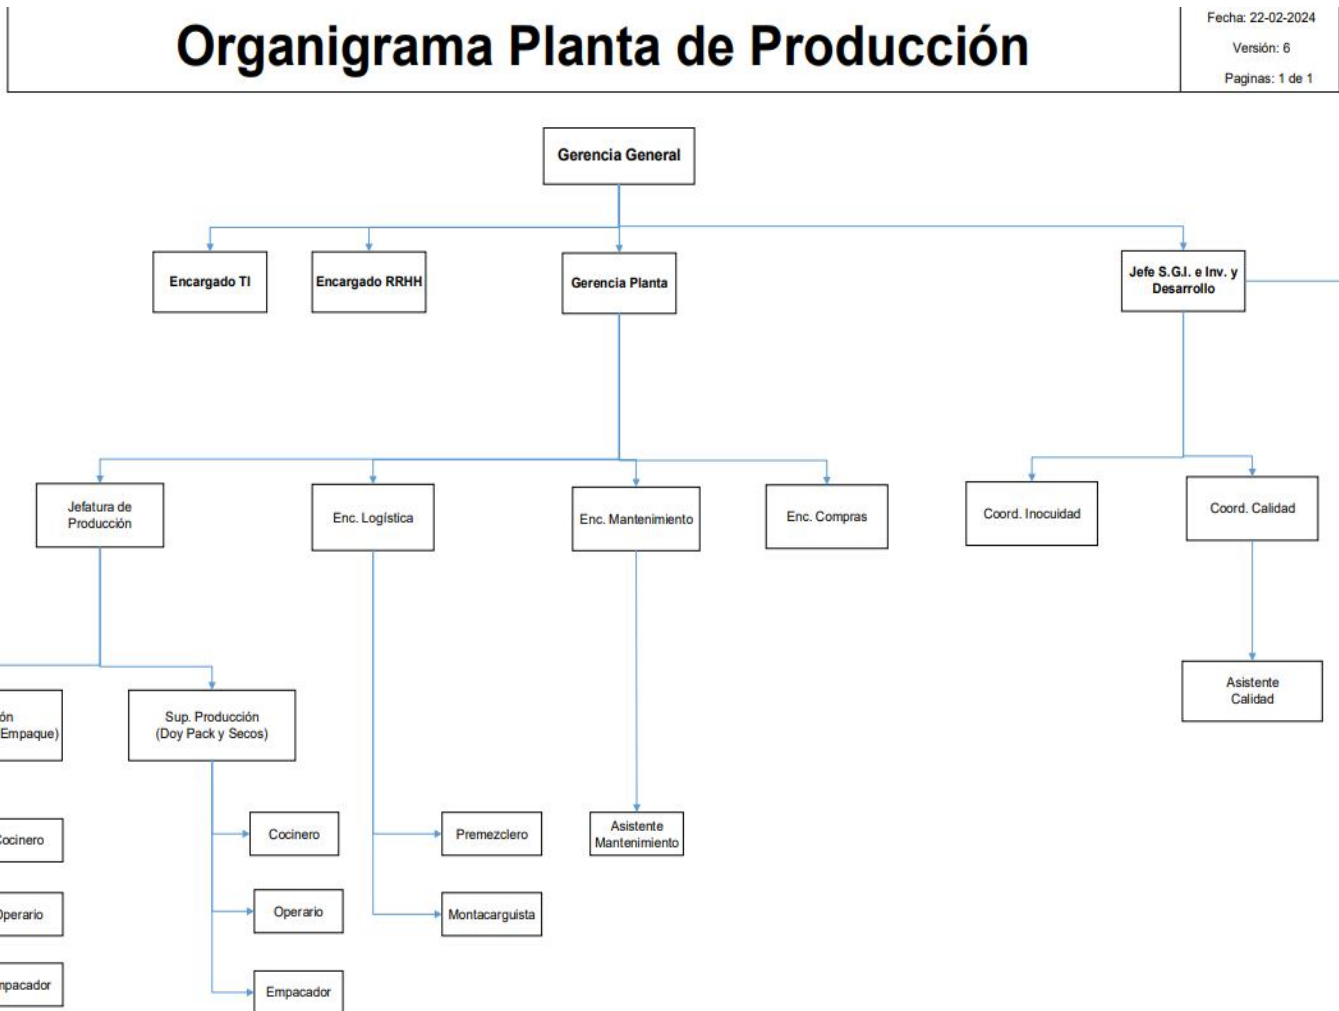 Organigrama Planta de Producción
Fecha: 22-02-2024
Versión: 6
Paginas: 1 de 1
Gerencia General
Encargado TI
Encargado RRHH
Gerencia Planta
Jefe S.G.I. e Inv. y
Desarrollo
Jefatura de
Producción
Enc. Logística
Enc. Mantenimiento
Enc. Compras
Coord. Inocuidad
Coord. Calidad
Asistente
Calidad
Empaque)
Sup. Producción
(Doy Pack y Secos)
Cocinero
Premezclero
Asistente
Mantenimiento
Operario
Montacarguista
Empacador